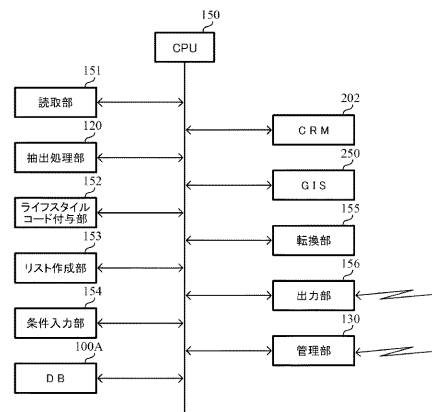 150
CPU
151
読取部
202
CRM
120
抽出処理部
250
GIS
152
ライフスタイル
コード付与部
155
転換部
153
リスト作成部
156
出力部
154
条件入力部
130
管理部
100A
DB